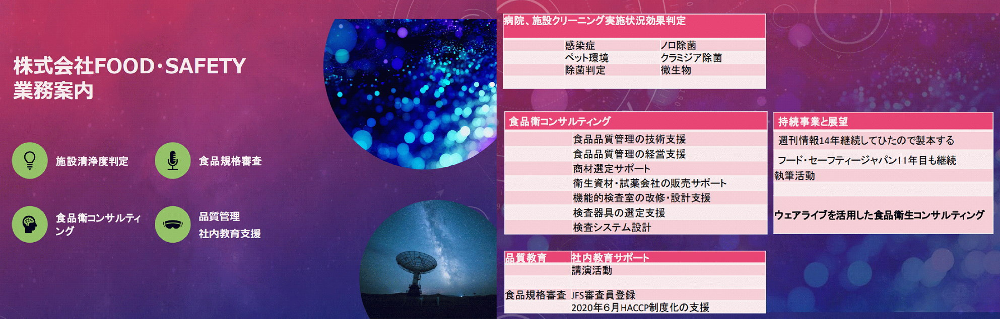 株式会社FOOD・SAFETY
業務案内
施設清浄度判定
食品規格審査
食品衛コンサルティ
ング
品質管理
社内教育支援
病院、施設クリーニング実施状況効果判定
感染症 ノロ除菌
ペット環境 クラミジア除菌
除菌判定 微生物
食品衛コンサルティング
食品品質管理の技術支援
食品品質管理の経営支援
商材選定サポート
衛生資材・試薬会社の販売サポート
機能的検査室の改修・設計支援
検査器具の選定支援
検査システム設計
持続事業と展望
週刊情報14年継続してひたので製本する
フード・セーフティージャパン11年目も継続
執筆活動
ウェアライブを活用した食品衛生コンサルティング
品質教育 社内教育サポート
講演活動
食品規格審査 JFS審査員登録
2020年６月HACCP制度化の支援